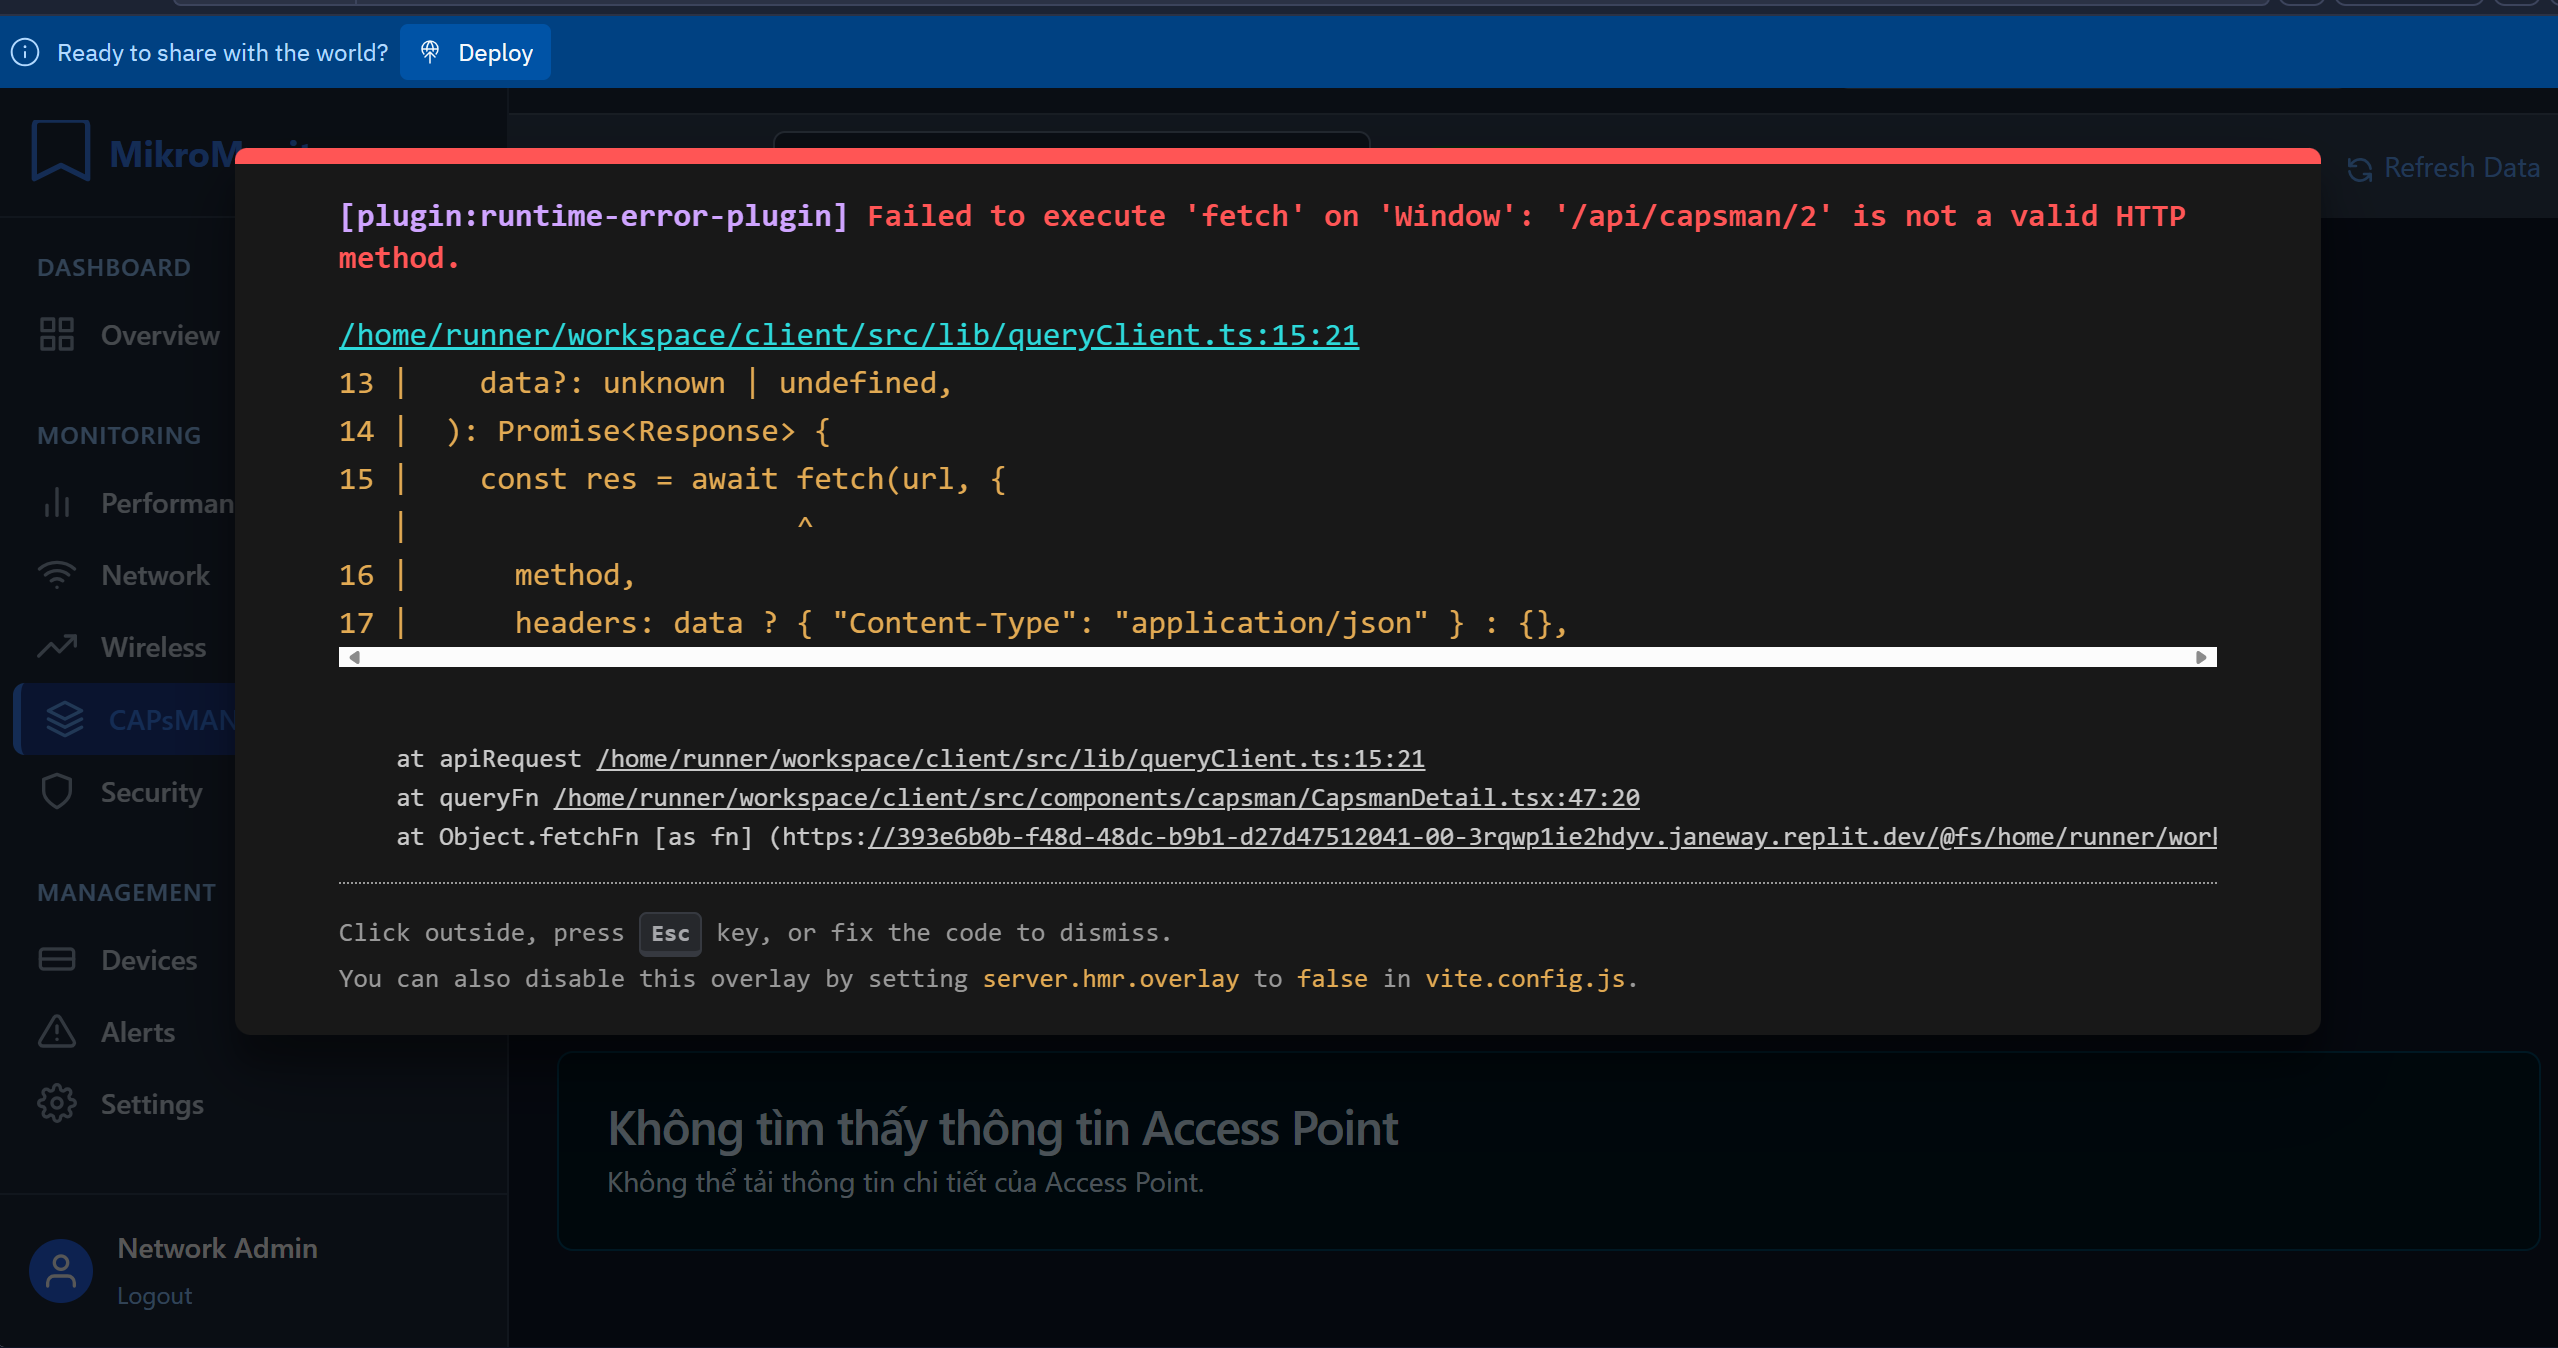 Ready to share with the world? Deploy
Refresh Data
DASHBOARD
Overview
MONITORING
Network
Wireless
CAPsMAN
Security
MANAGEMENT
Devices
Alerts
Settings
Network Admin
Logout
[plugin:runtime-error-plugin] Failed to execute 'fetch' on 'Window': '/api/capsman/2' is not a valid HTTP
method.
/home/runner/workspace/client/src/lib/queryClient.ts:15:21
13 |    data?: unknown | undefined,
14 |  ): Promise<Response> {
15 |    const res = await fetch(url, {
|                      ^
16 |      method,
17 |      headers: data ? { "Content-Type": "application/json" } : {},
at apiRequest /home/runner/workspace/client/src/lib/queryClient.ts:15:21
at queryFn /home/runner/workspace/client/src/components/capsman/CapsmanDetail.tsx:47:20
at Object.fetchFn [as fn] (https://393e6b0b-f48d-48dc-b9b1-d27d47512041-00-3rqwp1ie2hdyv.janeway.replit.dev/@fs/home/runner/work
Click outside, press Esc key, or fix the code to dismiss.
You can also disable this overlay by setting server.hmr.overlay to false in vite.config.js.
Không tìm thấy thông tin Access Point
Không thể tải thông tin chi tiết của Access Point.